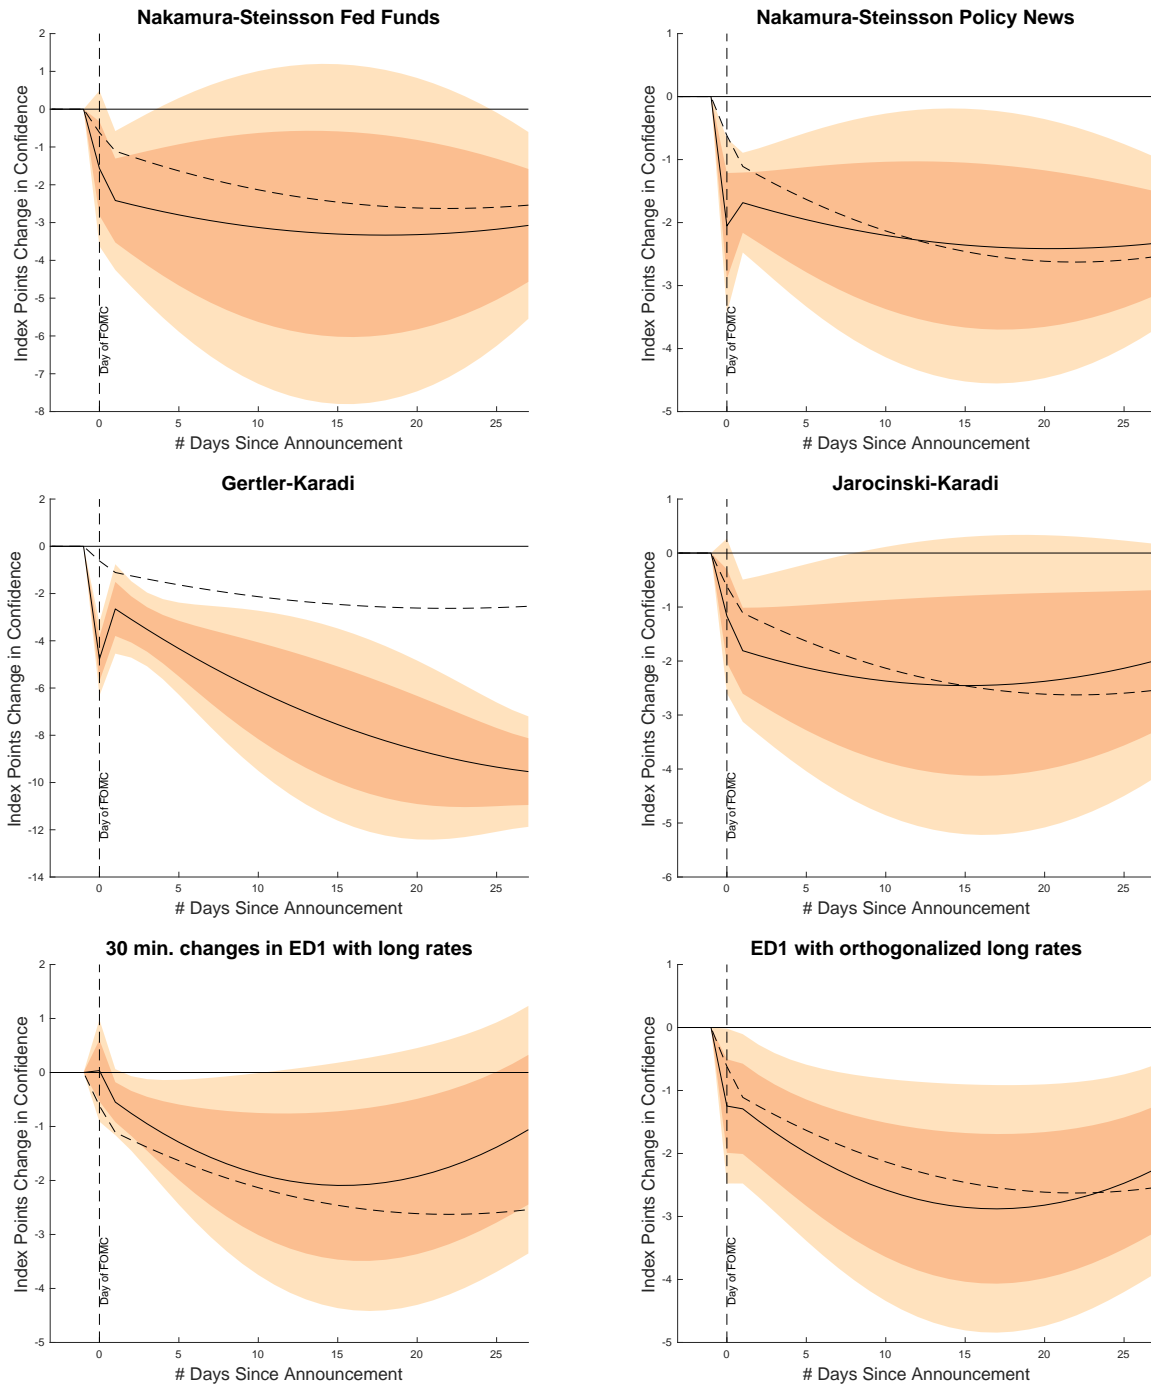 Nakamura-Steinsson Fed Funds
2
1
0
-1
-2
-3
-4
-5
-6
-7
-8
Index Points Change in Confidence
Day of FOMC
0 5 10 15 20 25
# Days Since Announcement
Nakamura-Steinsson Policy News
1
0
-1
-2
-3
-4
-5
Index Points Change in Confidence
Day of FOMC
0 5 10 15 20 25
# Days Since Announcement
Gertler-Karadi
2
0
-2
-4
-6
-8
-10
-12
-14
Index Points Change in Confidence
Day of FOMC
0 5 10 15 20 25
# Days Since Announcement
Jarocinski-Karadi
1
0
-1
-2
-3
-4
-5
-6
Index Points Change in Confidence
Day of FOMC
0 5 10 15 20 25
# Days Since Announcement
30 min. changes in ED1 with long rates
2
1
0
-1
-2
-3
-4
-5
Index Points Change in Confidence
Day of FOMC
0 5 10 15 20 25
# Days Since Announcement
ED1 with orthogonalized long rates
1
0
-1
-2
-3
-4
-5
Index Points Change in Confidence
Day of FOMC
0 5 10 15 20 25
# Days Since Announcement